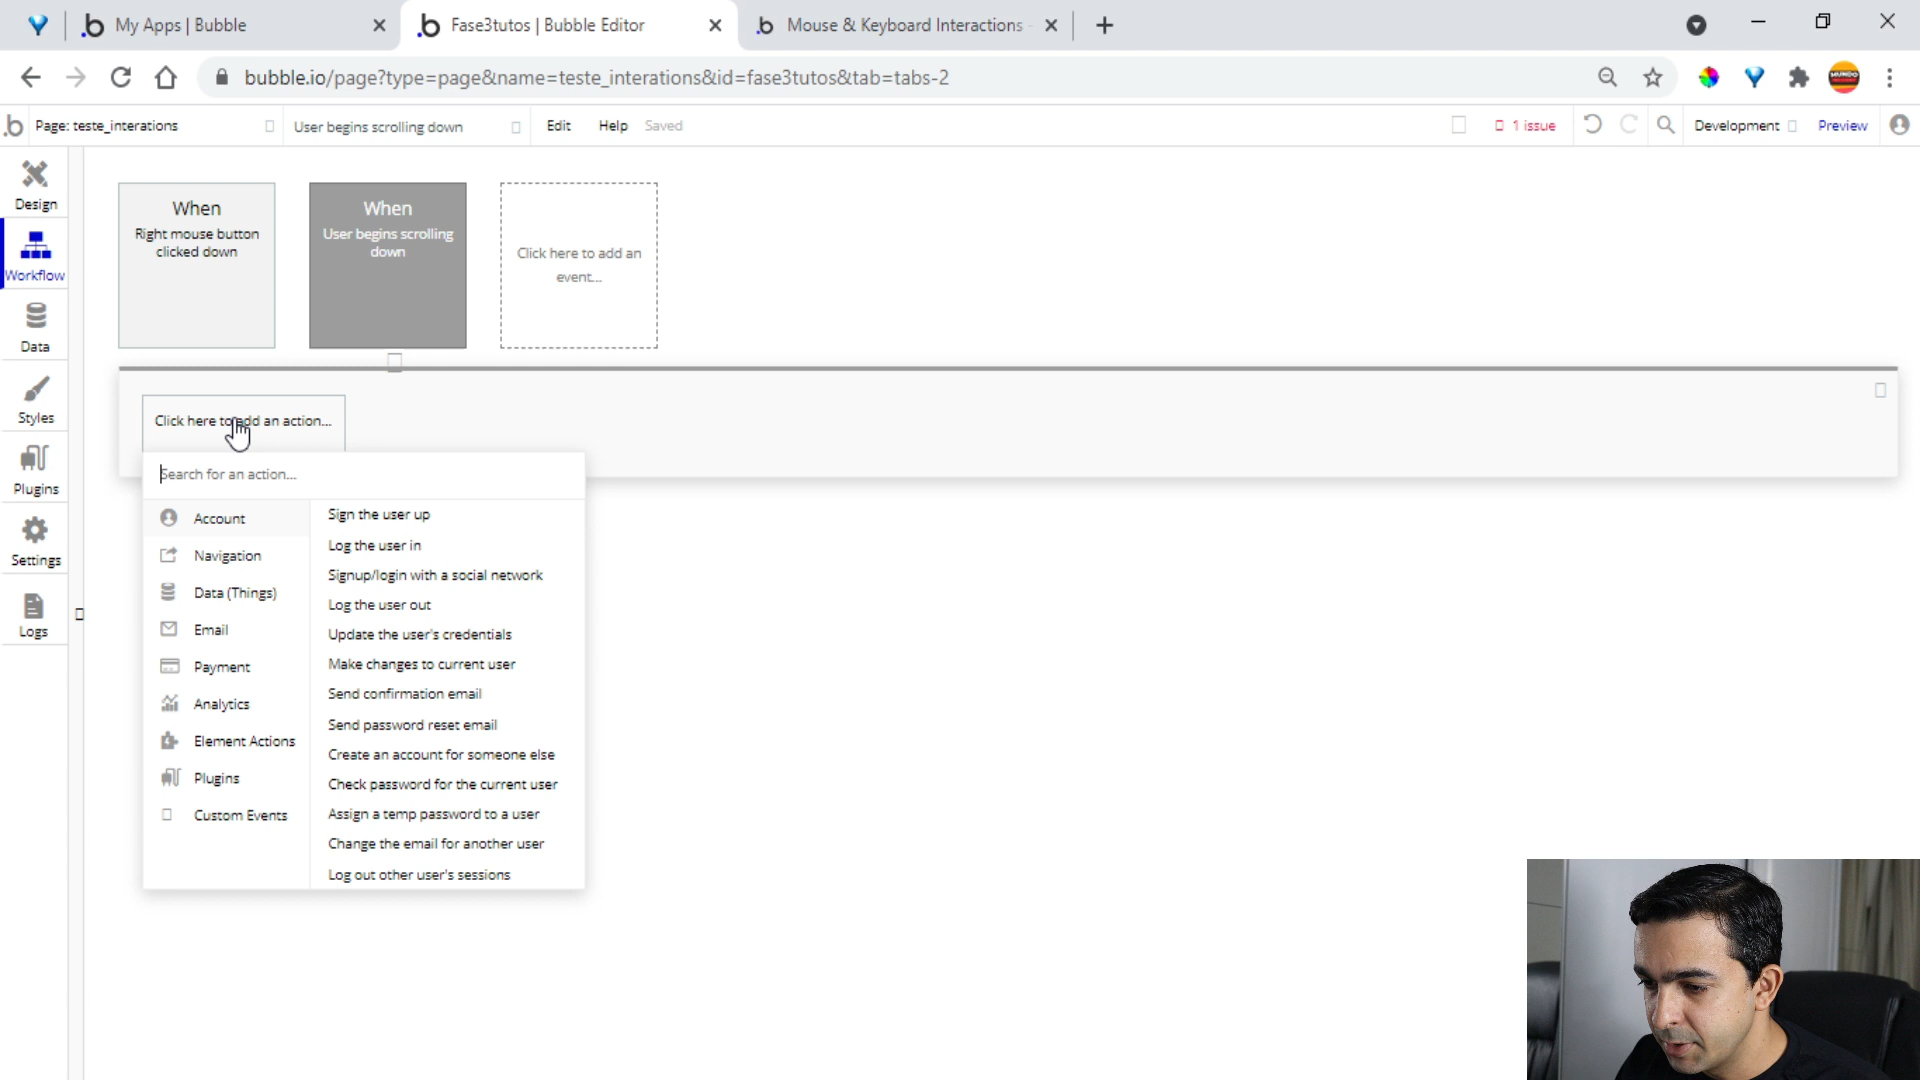 My Apps | Bubble
Fase3tutos | Bubble Editor
Mouse & Keyboard Interactions
bubble.io/page?type=page&name=teste_interations&id=fase3tutos&tab=tabs-2
Page: teste_interations
User begins scrolling down
Edit
Help
Saved
1 issue
Development
Preview
Design
Workflow
Data
Styles
Plugins
Settings
Logs
When
Right mouse button
clicked down
When
User begins scrolling
down
Click here to add an
event...
Click here to add an action...
Search for an action...
Account
Navigation
Data (Things)
Email
Payment
Analytics
Element Actions
Plugins
Custom Events
Sign the user up
Log the user in
Signup/login with a social network
Log the user out
Update the user's credentials
Make changes to current user
Send confirmation email
Send password reset email
Create an account for someone else
Check password for the current user
Assign a temp password to a user
Change the email for another user
Log out other user's sessions